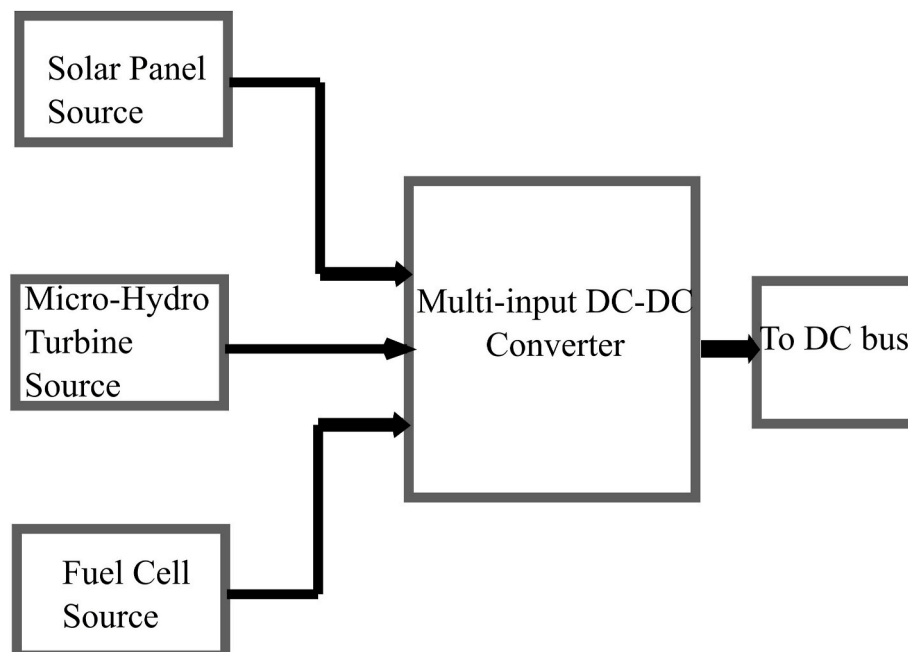 Solar Panel
Source
Micro-Hydro
Turbine
Source
Fuel Cell
Source
Multi-input DC-DC
Converter
To DC bus